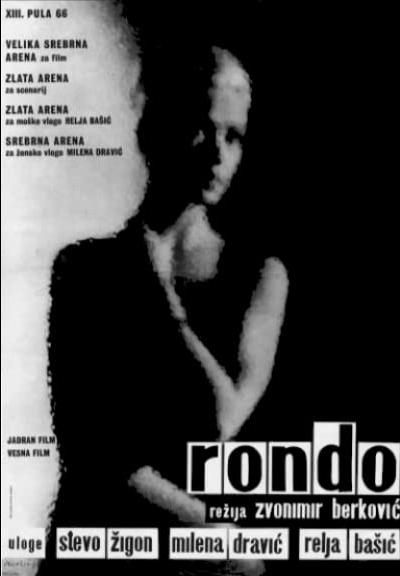 XIII. PULA 66
VELIKA SREBRNA
ARENA za film
ZLATA ARENA
za scenarij
ZLATA ARENA
za moško vlogo RELJA BAŠIĆ
SREBRNA ARENA
za žensko vlogo MILENA DRAVIĆ
JADRAN FILM
VESNA FILM
rondo
režija zvonimir berković
uloge stevo žigon milena dravić relja bašić